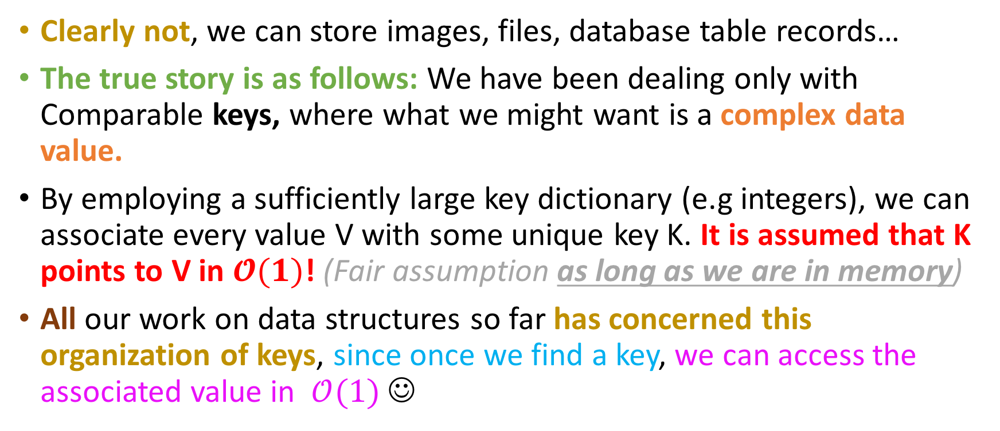 • Clearly not, we can store images, files, database table records…
• The true story is as follows: We have been dealing only with
Comparable keys, where what we might want is a complex data
value.
• By employing a sufficiently large key dictionary (e.g integers), we can
associate every value V with some unique key K. It is assumed that K
points to V in 𝒪(1)! (Fair assumption as long as we are in memory)
• All our work on data structures so far has concerned this
organization of keys, since once we find a key, we can access the
associated value in 𝒪(1) ☺